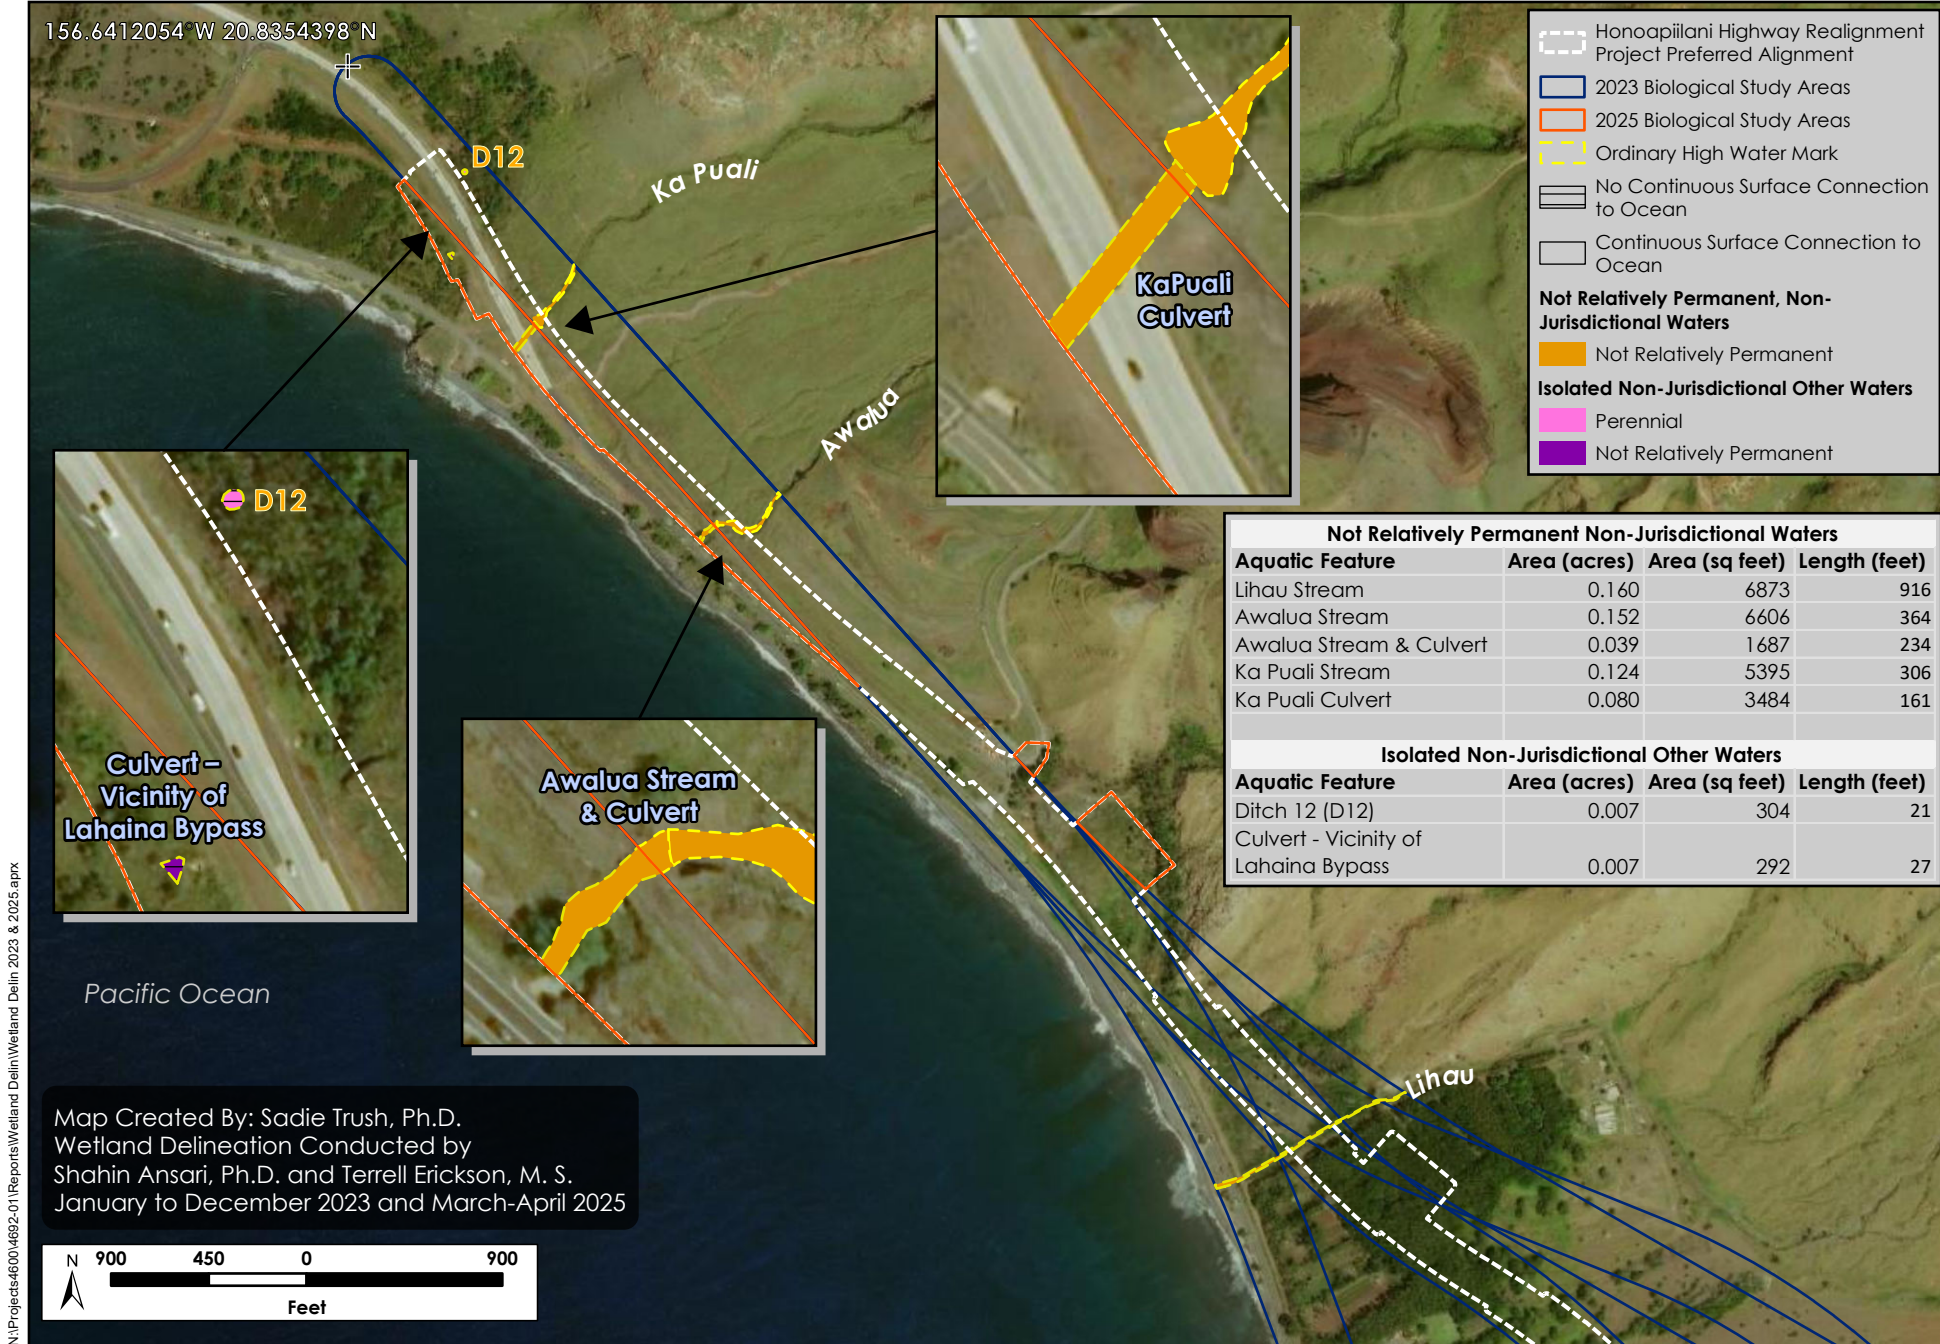 156.6412054°W 20.8354398°N
D12
Ka Puali
Awalua
Lihau
KaPuali
Culvert
D12
Culvert –
Vicinity of
Lahaina Bypass
Awalua Stream
& Culvert
Pacific Ocean
Honoapiilani Highway Realignment
Project Preferred Alignment
2023 Biological Study Areas
2025 Biological Study Areas
Ordinary High Water Mark
No Continuous Surface Connection
to Ocean
Continuous Surface Connection to
Ocean
Not Relatively Permanent, Non-
Jurisdictional Waters
Not Relatively Permanent
Isolated Non-Jurisdictional Other Waters
Perennial
Not Relatively Permanent
Not Relatively Permanent Non-Jurisdictional Waters
Aquatic Feature Area (acres) Area (sq feet) Length (feet)
Lihau Stream 0.160 6873 916
Awalua Stream 0.152 6606 364
Awalua Stream & Culvert 0.039 1687 234
Ka Puali Stream 0.124 5395 306
Ka Puali Culvert 0.080 3484 161
Isolated Non-Jurisdictional Other Waters
Aquatic Feature Area (acres) Area (sq feet) Length (feet)
Ditch 12 (D12) 0.007 304 21
Culvert - Vicinity of
Lahaina Bypass 0.007 292 27
Map Created By: Sadie Trush, Ph.D.
Wetland Delineation Conducted by
Shahin Ansari, Ph.D. and Terrell Erickson, M. S.
January to December 2023 and March-April 2025
N 900 450 0 900
Feet
N:\Projects4600\4692-01\Reports\Wetland Delin\Wetland Delin 2023 & 2025.aprx